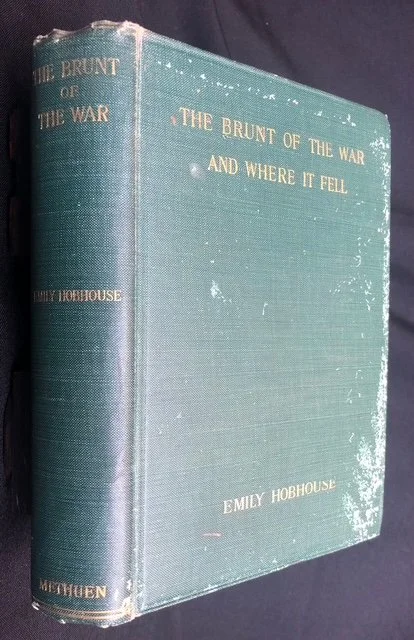 THE BRUNT
OF
THE WAR
EMILY HOBHOUSE
METHUEN
THE BRUNT OF THE WAR
AND WHERE IT FELL
EMILY HOBHOUSE